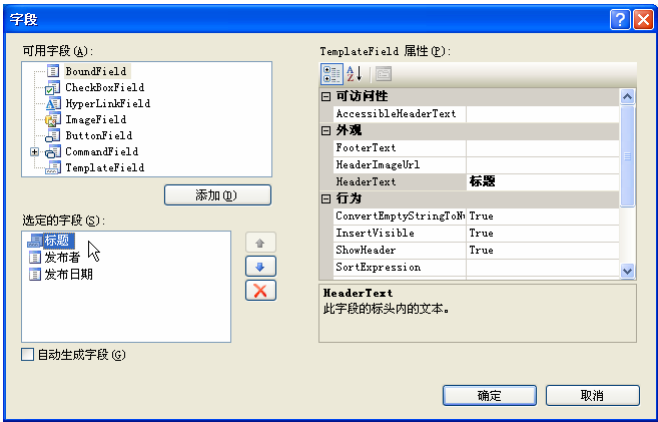 字段
可用字段(A):
BoundField
CheckBoxField
HyperLinkField
ImageField
ButtonField
CommandField
TemplateField
添加(D)
选定的字段(S):
标题
发布者
发布日期
自动生成字段(G)
TemplateField 属性(P):
可访问性
AccessibleHeaderText
外观
FooterText
HeaderImageUrl
HeaderText 标题
行为
ConvertEmptyStringToNu True
InsertVisible True
ShowHeader True
SortExpression
HeaderText
此字段的标头内的文本。
确定
取消